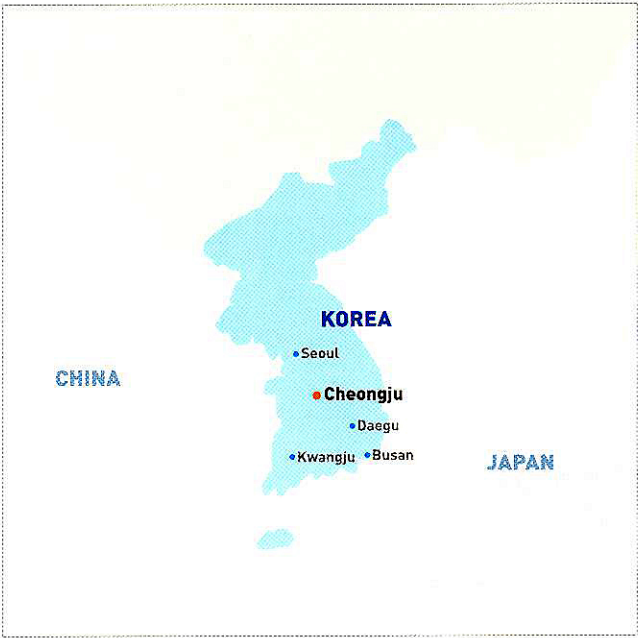 KOREA
Seoul
CHINA
Cheongju
Daegu
Kwangju
Busan
JAPAN